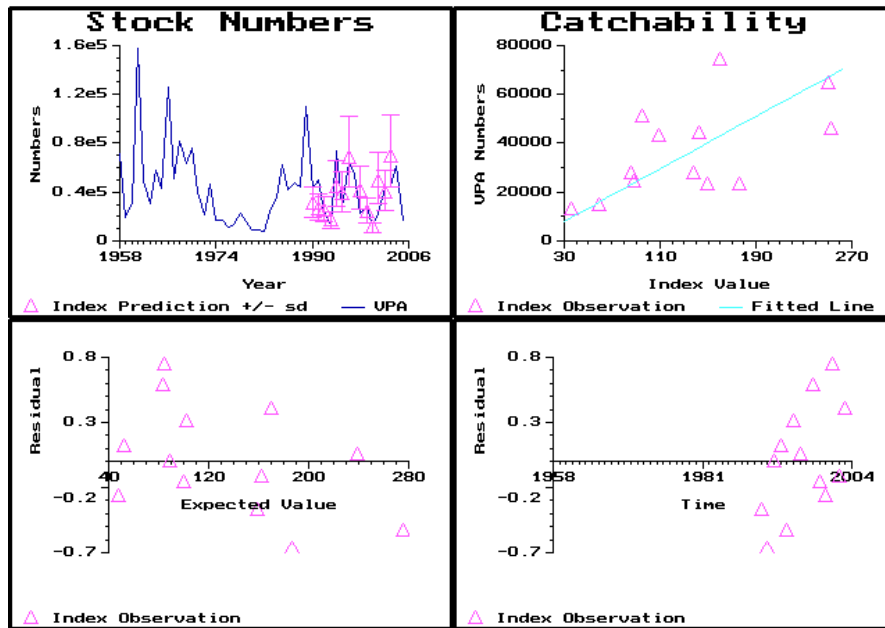 Stock Numbers
1.6e5
1.2e5
0.8e5
0.4e5
0
Numbers
1958 1974 1990 2006
Year
Index Prediction +/- sd VPA
Catchability
80000
60000
40000
20000
0
VPA Numbers
30 110 190 270
Index Value
Index Observation Fitted Line
0.8
0.3
-0.2
-0.7
Residual
40 120 200 280
Expected Value
Index Observation
0.8
0.3
-0.2
-0.7
Residual
1958 1981 2004
Time
Index Observation